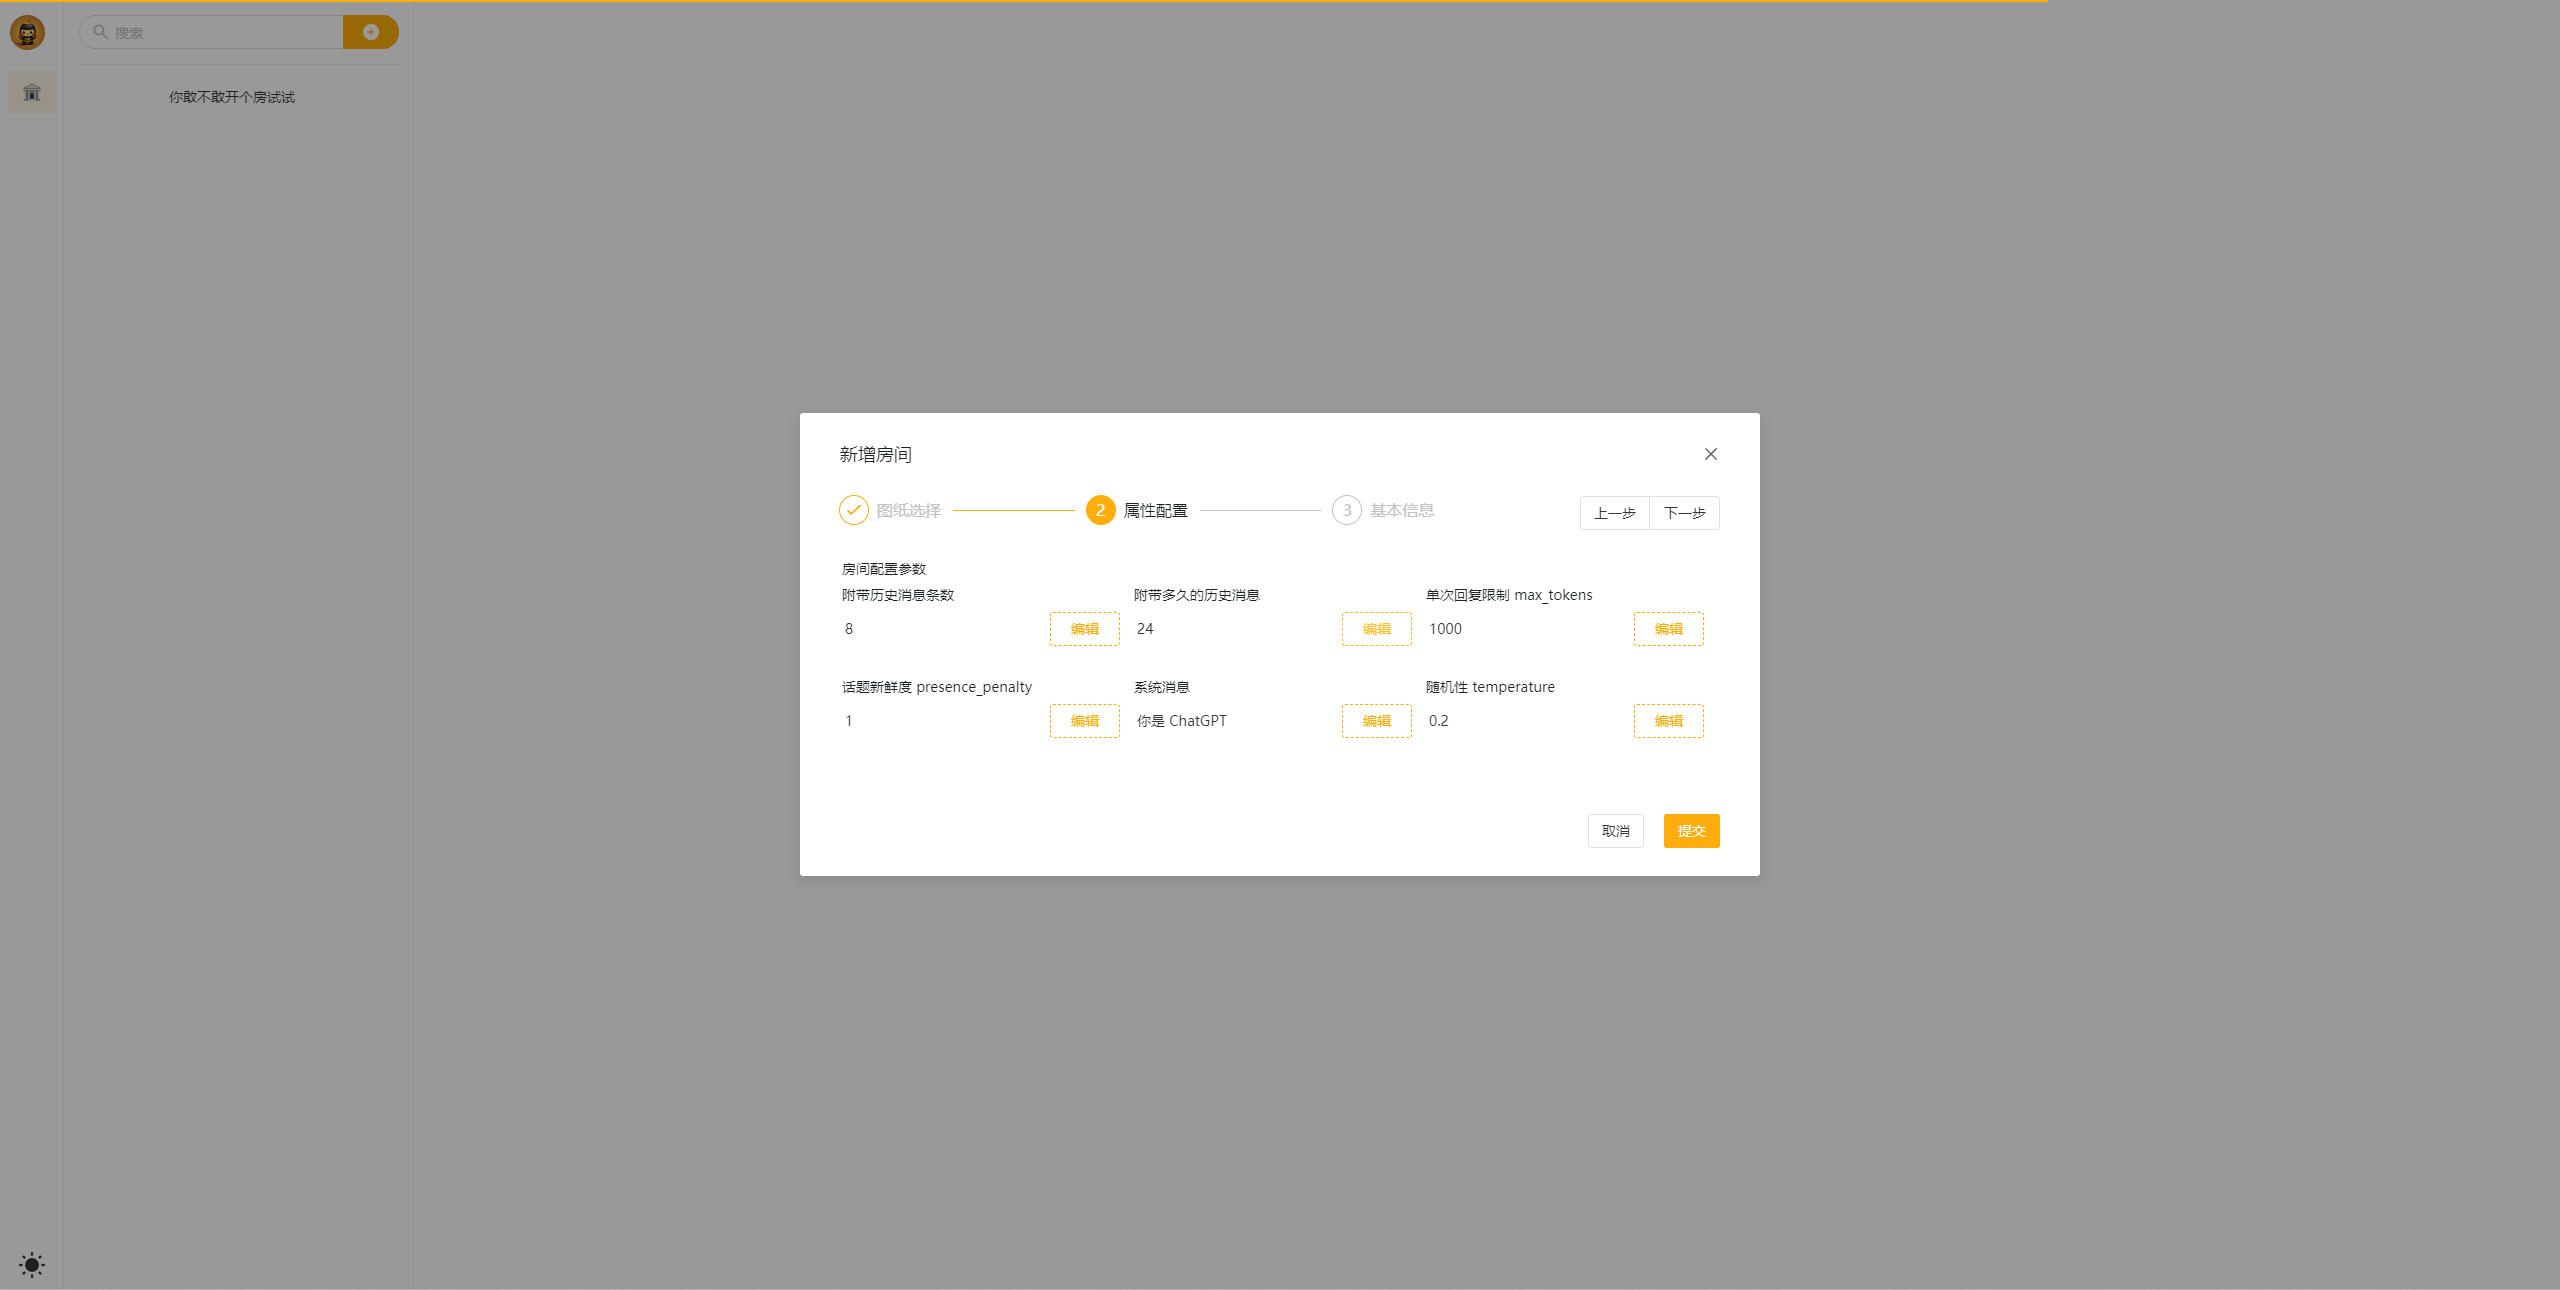 搜索
你敢不敢开个房试试
新增房间
图纸选择
2 属性配置
3 基本信息
上一步 下一步
房间配置参数
附带历史消息条数 附带多久的历史消息 单次回复限制 max_tokens
8 编辑 24 编辑 1000 编辑
话题新鲜度 presence_penalty 系统消息 随机性 temperature
1 编辑 你是 ChatGPT 编辑 0.2 编辑
取消 提交